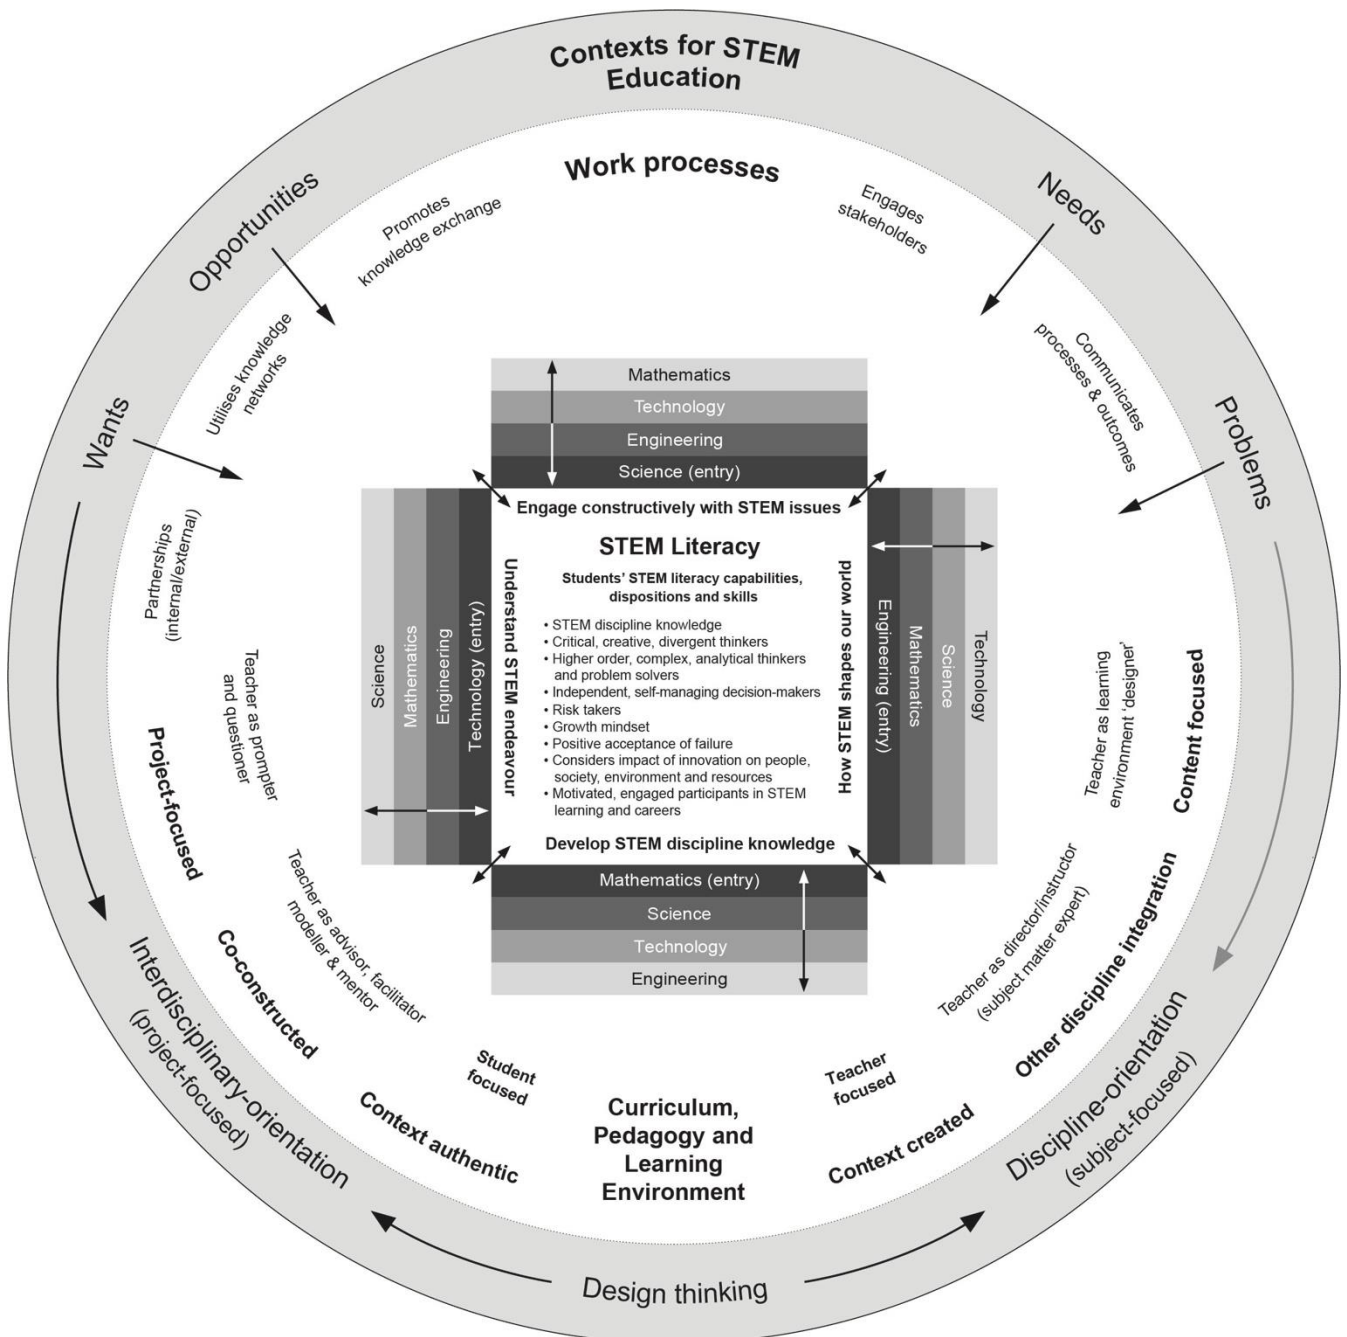 Contexts for STEM
Education
Opportunities
Needs
Wants
Problems
Work processes
Promotes
knowledge exchange
Engages
stakeholders
Utilises knowledge
networks
Communicates
processes & outcomes
Partnerships
(internal/external)
Mathematics
Technology
Engineering
Science (entry)
Science
Mathematics
Engineering
Technology (entry)
Engage constructively with STEM issues
Understand STEM endeavour
STEM Literacy
Students' STEM literacy capabilities,
dispositions and skills
• STEM discipline knowledge
• Critical, creative, divergent thinkers
• Higher order, complex, analytical thinkers
and problem solvers
• Independent, self-managing decision-makers
• Risk takers
• Growth mindset
• Positive acceptance of failure
• Considers impact of innovation on people,
society, environment and resources
• Motivated, engaged participants in STEM
learning and careers
How STEM shapes our world
Develop STEM discipline knowledge
Engineering (entry)
Mathematics
Science
Technology
Mathematics (entry)
Science
Technology
Engineering
Teacher as prompter
and questioner
Project-focused
Teacher as advisor, facilitator
modeller & mentor
Co-constructed
Student
focused
Context authentic
Curriculum,
Pedagogy and
Learning
Environment
Teacher
focused
Context created
Teacher as director/instructor
(subject matter expert)
Other discipline integration
Teacher as learning
environment 'designer'
Content focused
Interdisciplinary-orientation
(project-focused)
Discipline-orientation
(subject-focused)
Design thinking